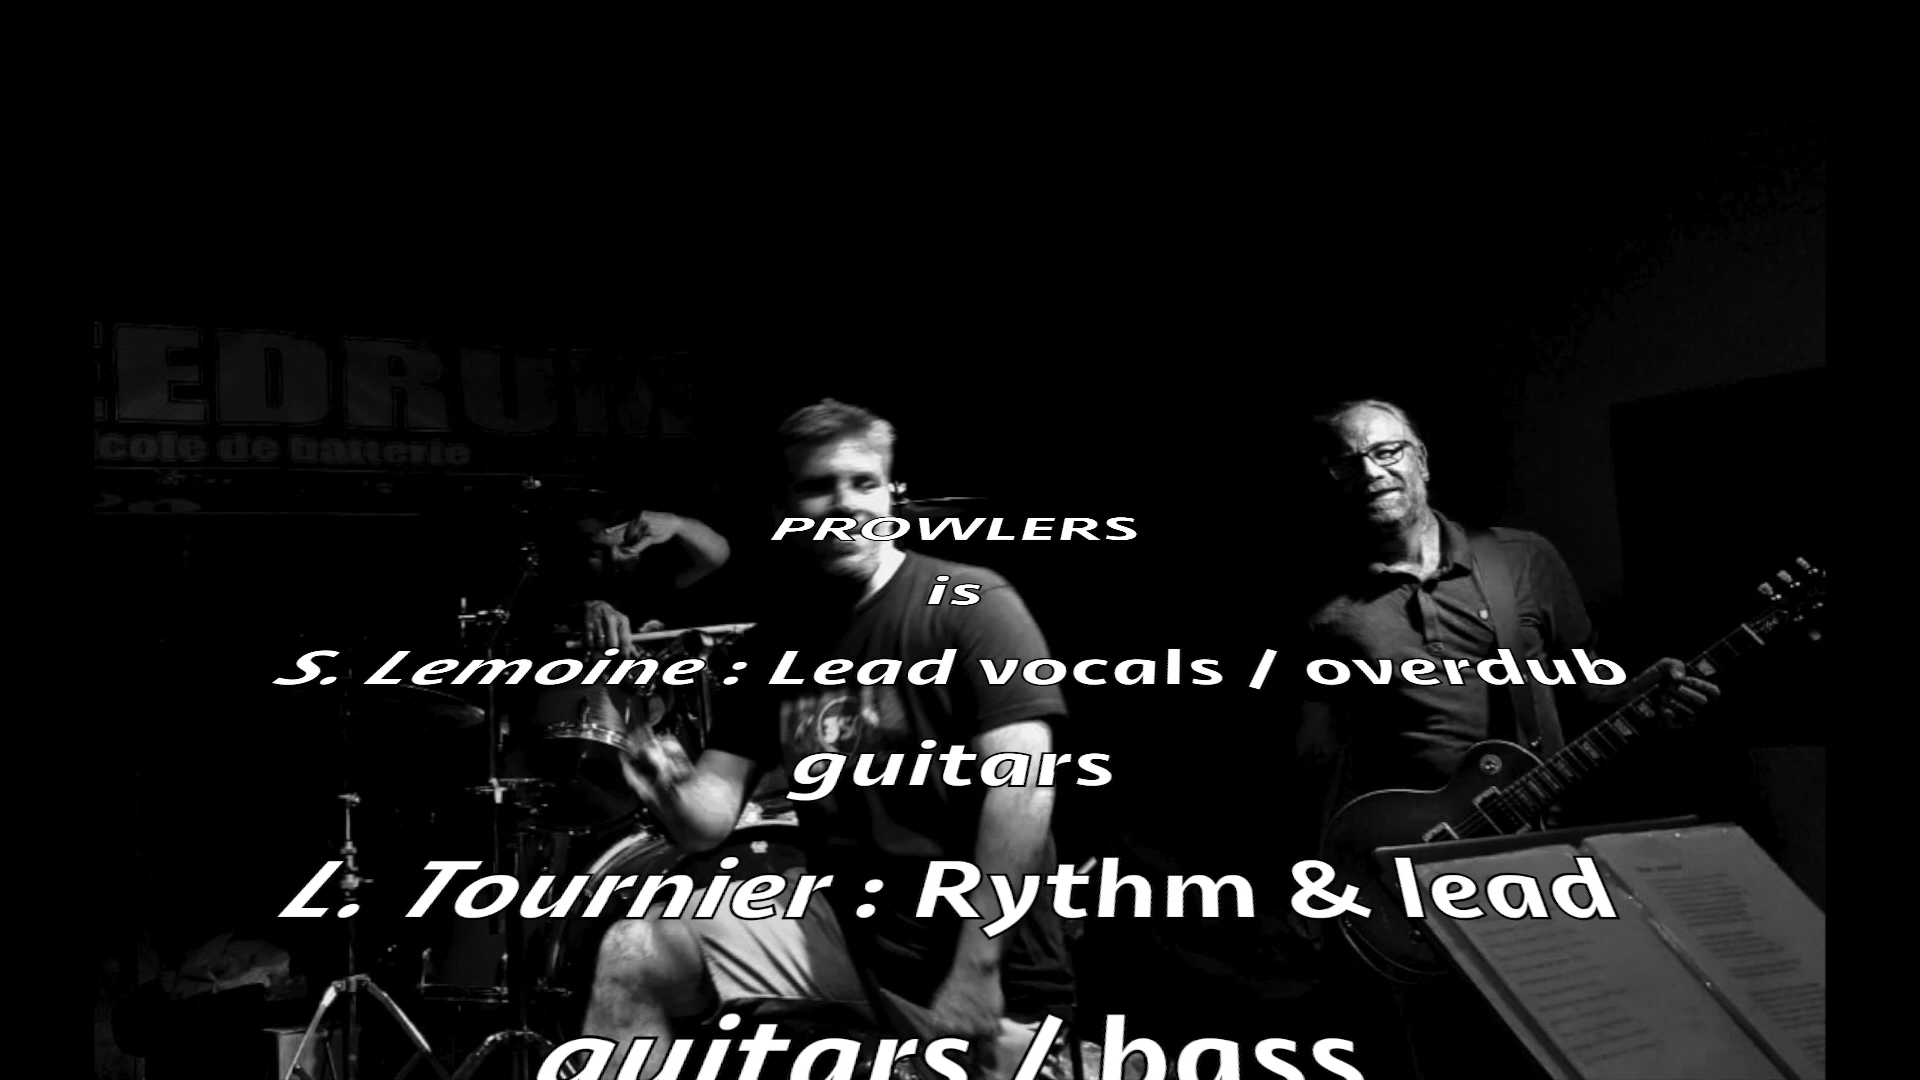 EDRUM
cole de batterie
PROWLERS
is
S. Lemoine : Lead vocals / overdub
guitars
L. Tournier : Rythm & lead
guitars / bass